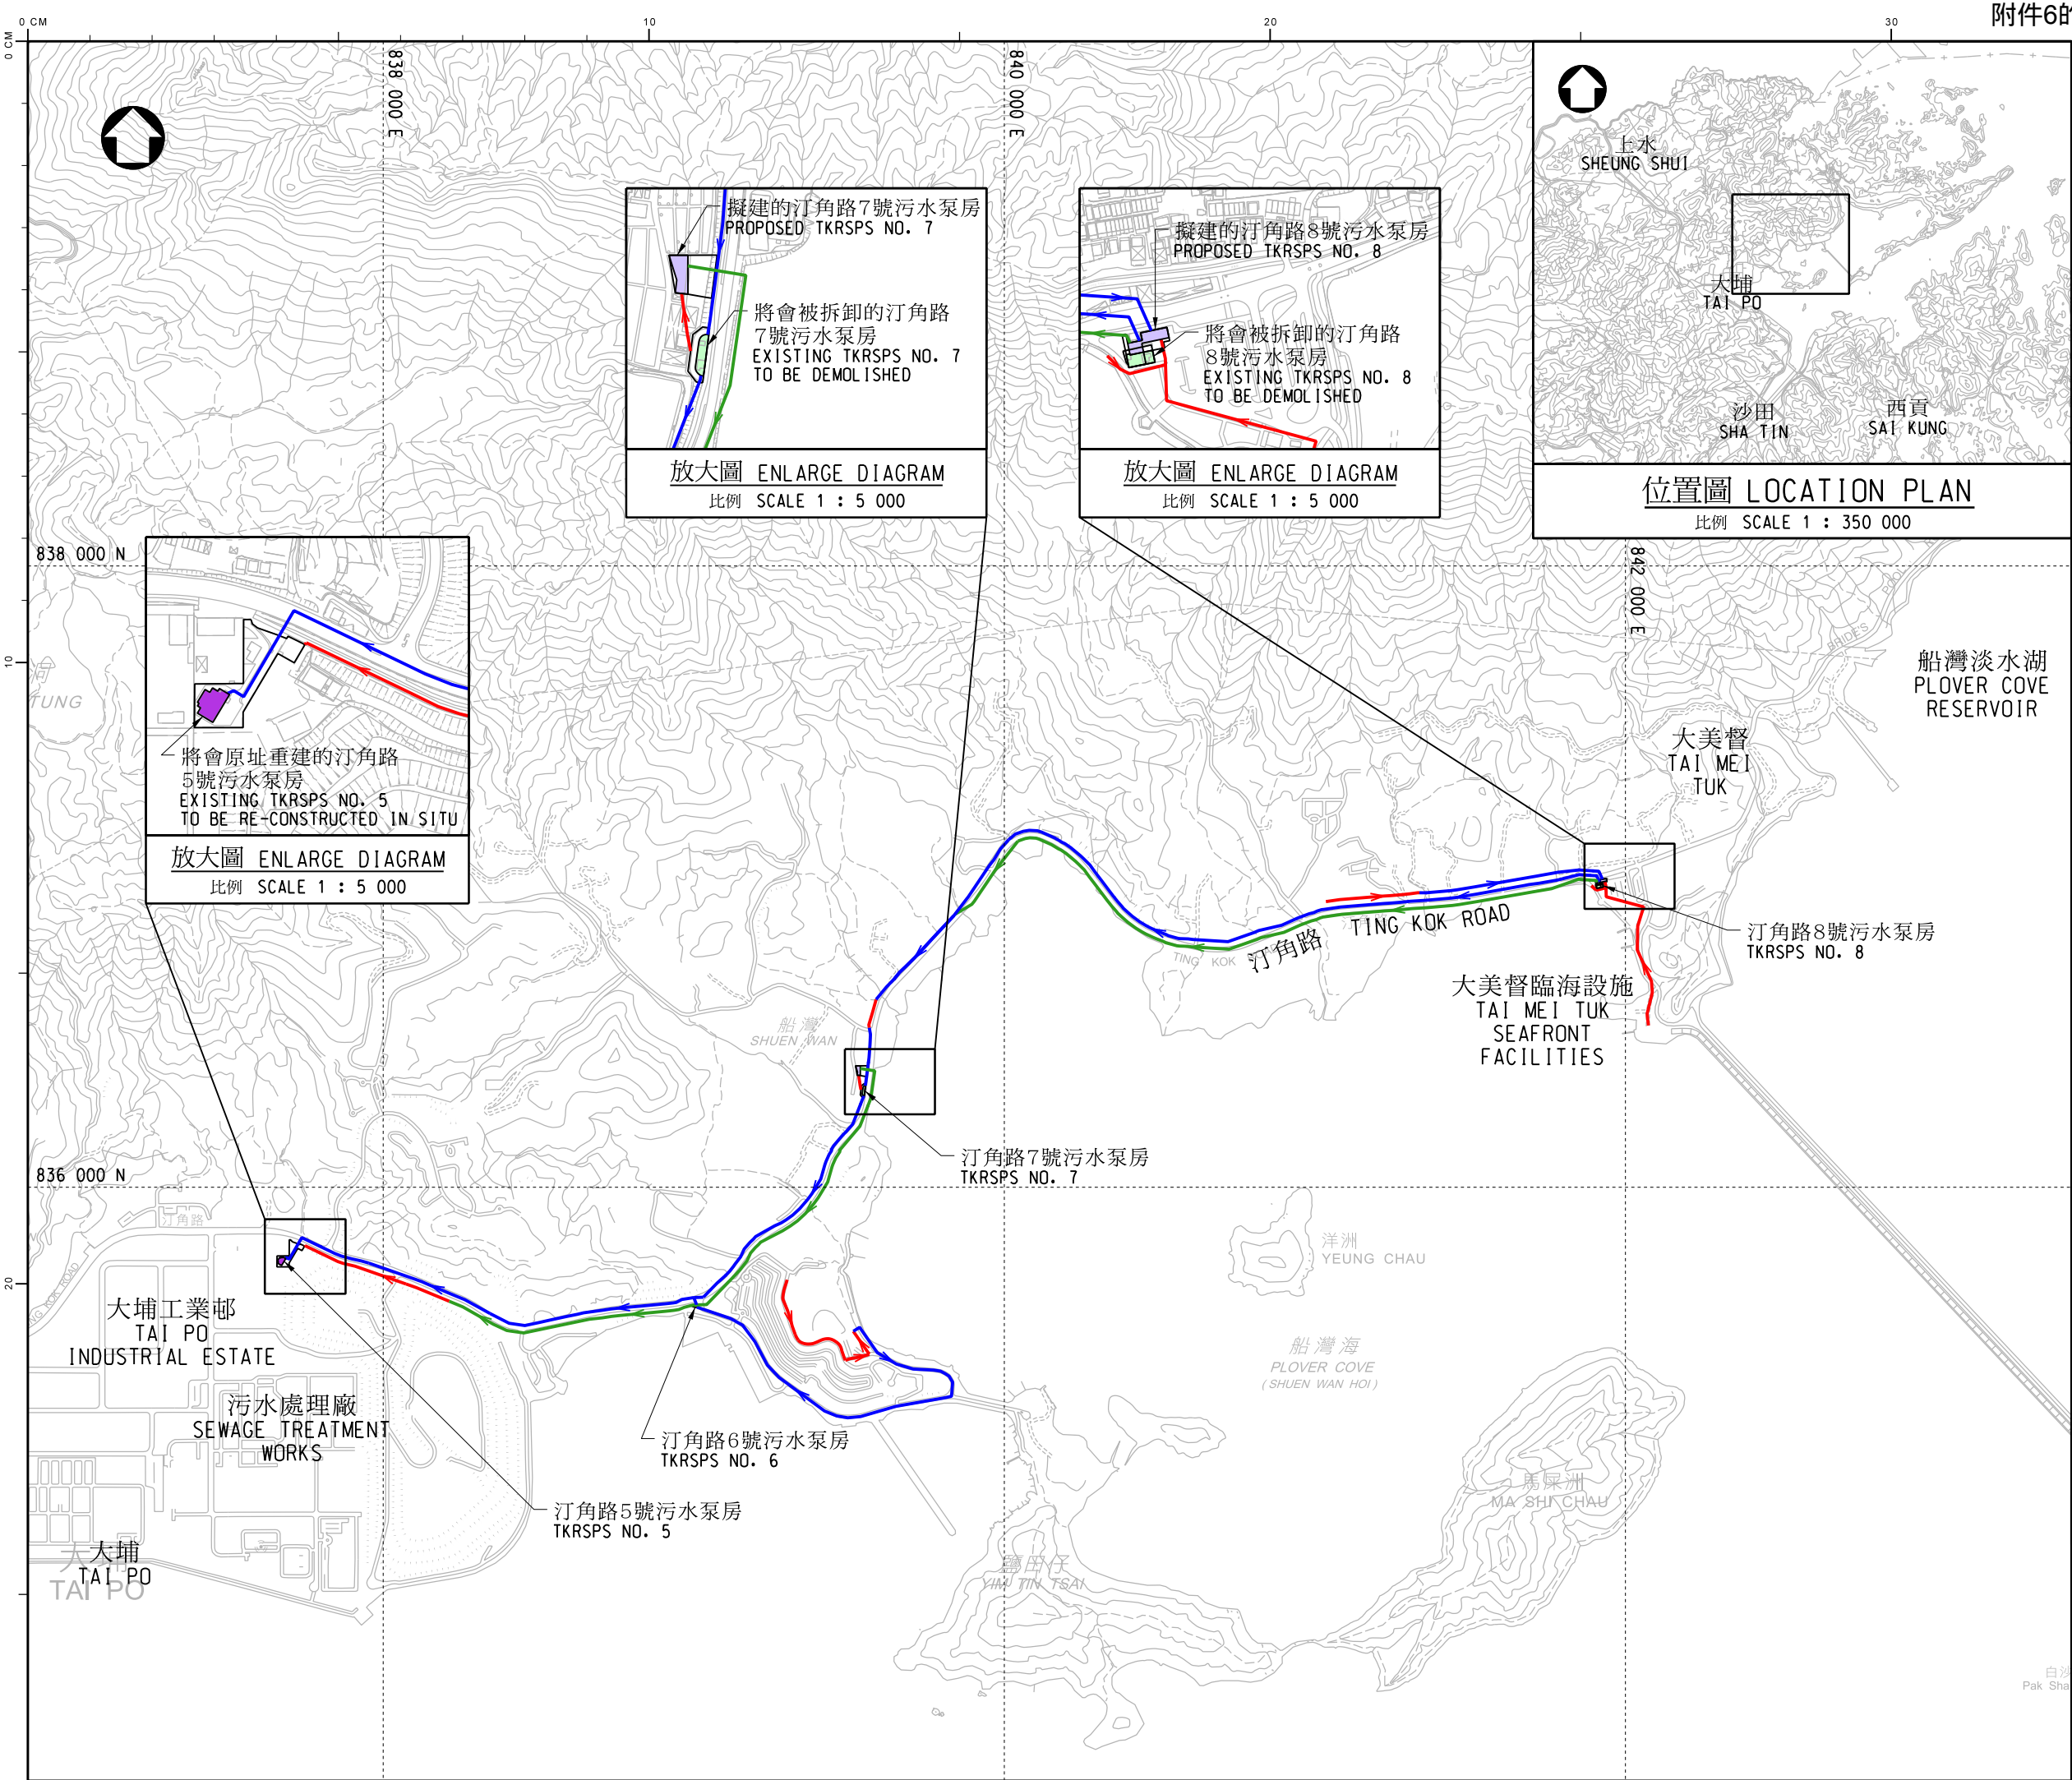 附件6的
0 CM
10
20
30
0 CM
10
20
838 000 E
840 000 E
842 000 E
838 000 N
836 000 N
擬建的汀角路7號污水泵房
PROPOSED TKRSPS NO. 7
將會被拆卸的汀角路
7號污水泵房
EXISTING TKRSPS NO. 7
TO BE DEMOLISHED
放大圖 ENLARGE DIAGRAM
比例 SCALE 1 : 5 000
擬建的汀角路8號污水泵房
PROPOSED TKRSPS NO. 8
將會被拆卸的汀角路
8號污水泵房
EXISTING TKRSPS NO. 8
TO BE DEMOLISHED
放大圖 ENLARGE DIAGRAM
比例 SCALE 1 : 5 000
上水
SHEUNG SHUI
大埔
TAI PO
沙田
SHA TIN
西貢
SAI KUNG
位置圖 LOCATION PLAN
比例 SCALE 1 : 350 000
將會原址重建的汀角路
5號污水泵房
EXISTING TKRSPS NO. 5
TO BE RE-CONSTRUCTED IN SITU
放大圖 ENLARGE DIAGRAM
比例 SCALE 1 : 5 000
TUNG
BRIDE'S
船灣淡水湖
PLOVER COVE
RESERVOIR
大美督
TAI MEI
TUK
汀角路 TING KOK ROAD
TING KOK
汀角路8號污水泵房
TKRSPS NO. 8
大美督臨海設施
TAI MEI TUK
SEAFRONT
FACILITIES
船灣
SHUEN WAN
汀角路7號污水泵房
TKRSPS NO. 7
汀角路
KOK ROAD
洋洲
YEUNG CHAU
大埔工業邨
TAI PO
INDUSTRIAL ESTATE
船灣海
PLOVER COVE
(SHUEN WAN HOI)
污水處理廠
SEWAGE TREATMENT
WORKS
汀角路6號污水泵房
TKRSPS NO. 6
汀角路5號污水泵房
TKRSPS NO. 5
馬屎洲
MA SHI CHAU
大埔
TAI PO
TAI PO
鹽田仔
YIM TIN TSAI
白沙
Pak Sha